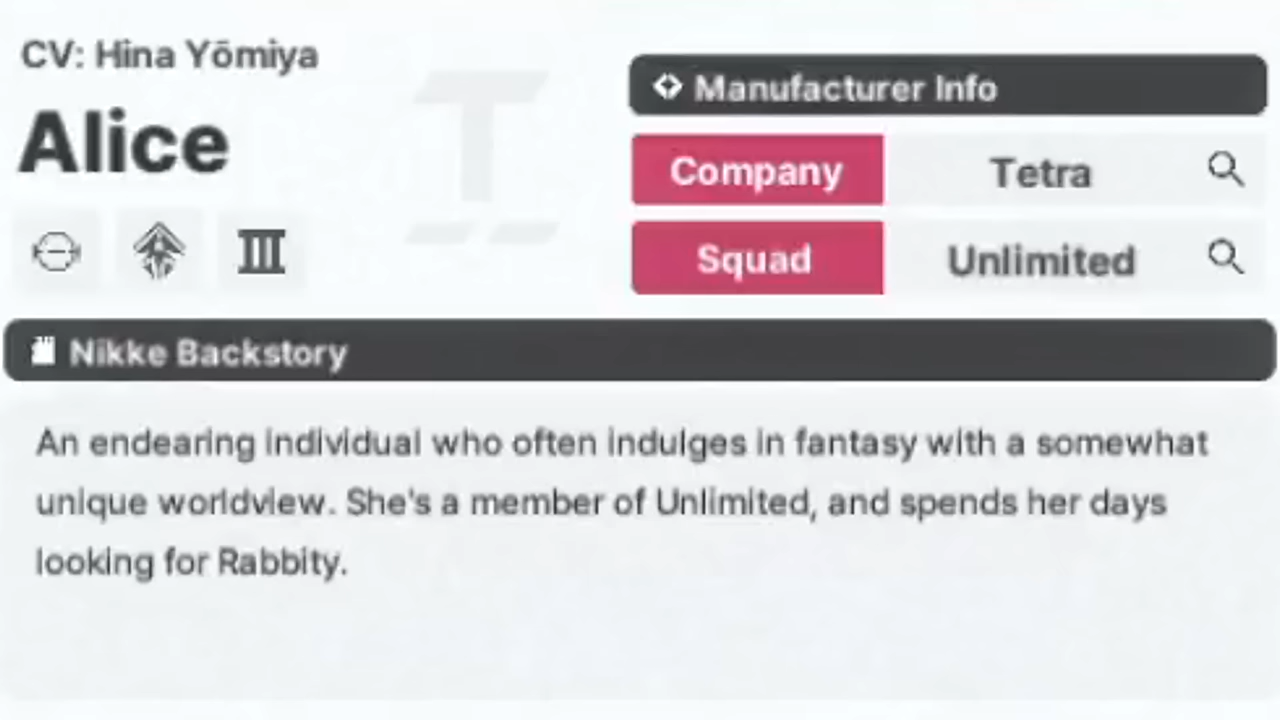 CV: Hina Yōmiya
Alice
III
T
Manufacturer Info
Company Tetra
Squad Unlimited
Nikke Backstory
An endearing individual who often indulges in fantasy with a somewhat
unique worldview. She's a member of Unlimited, and spends her days
looking for Rabbity.